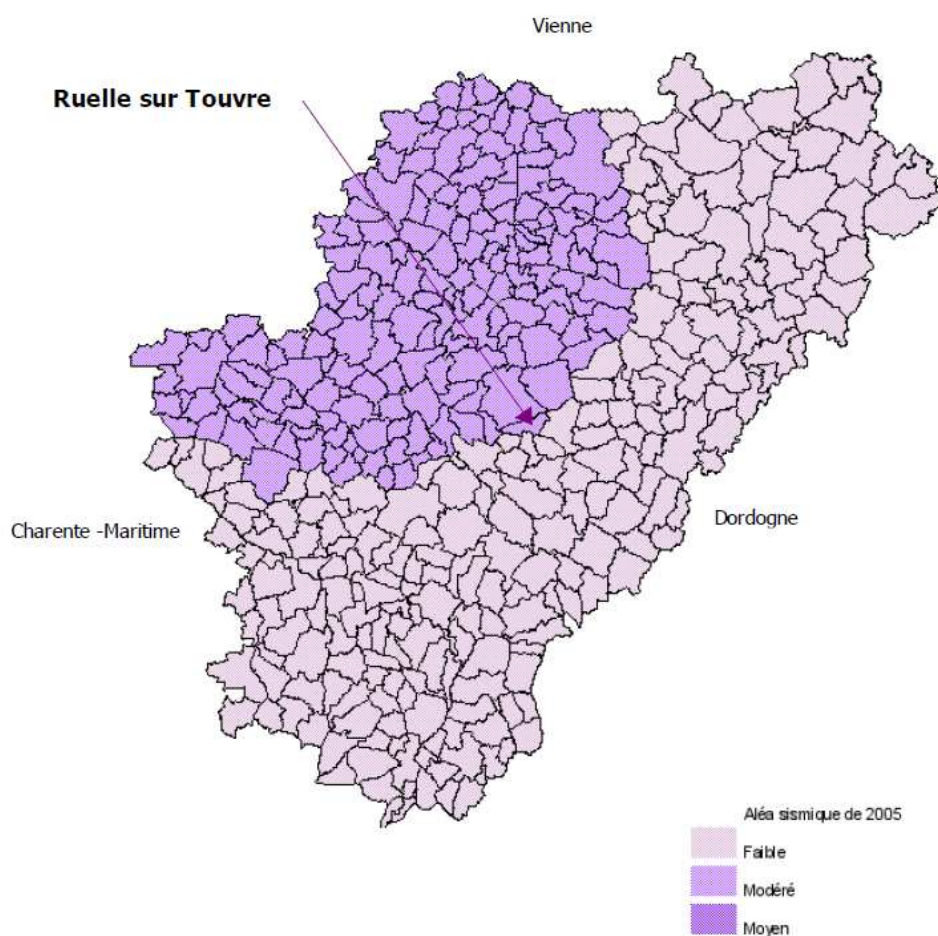 Vienne
Ruelle sur Touvre
Charente -Maritime
Dordogne
Aléa sismique de 2005
Faible
Modéré
Moyen